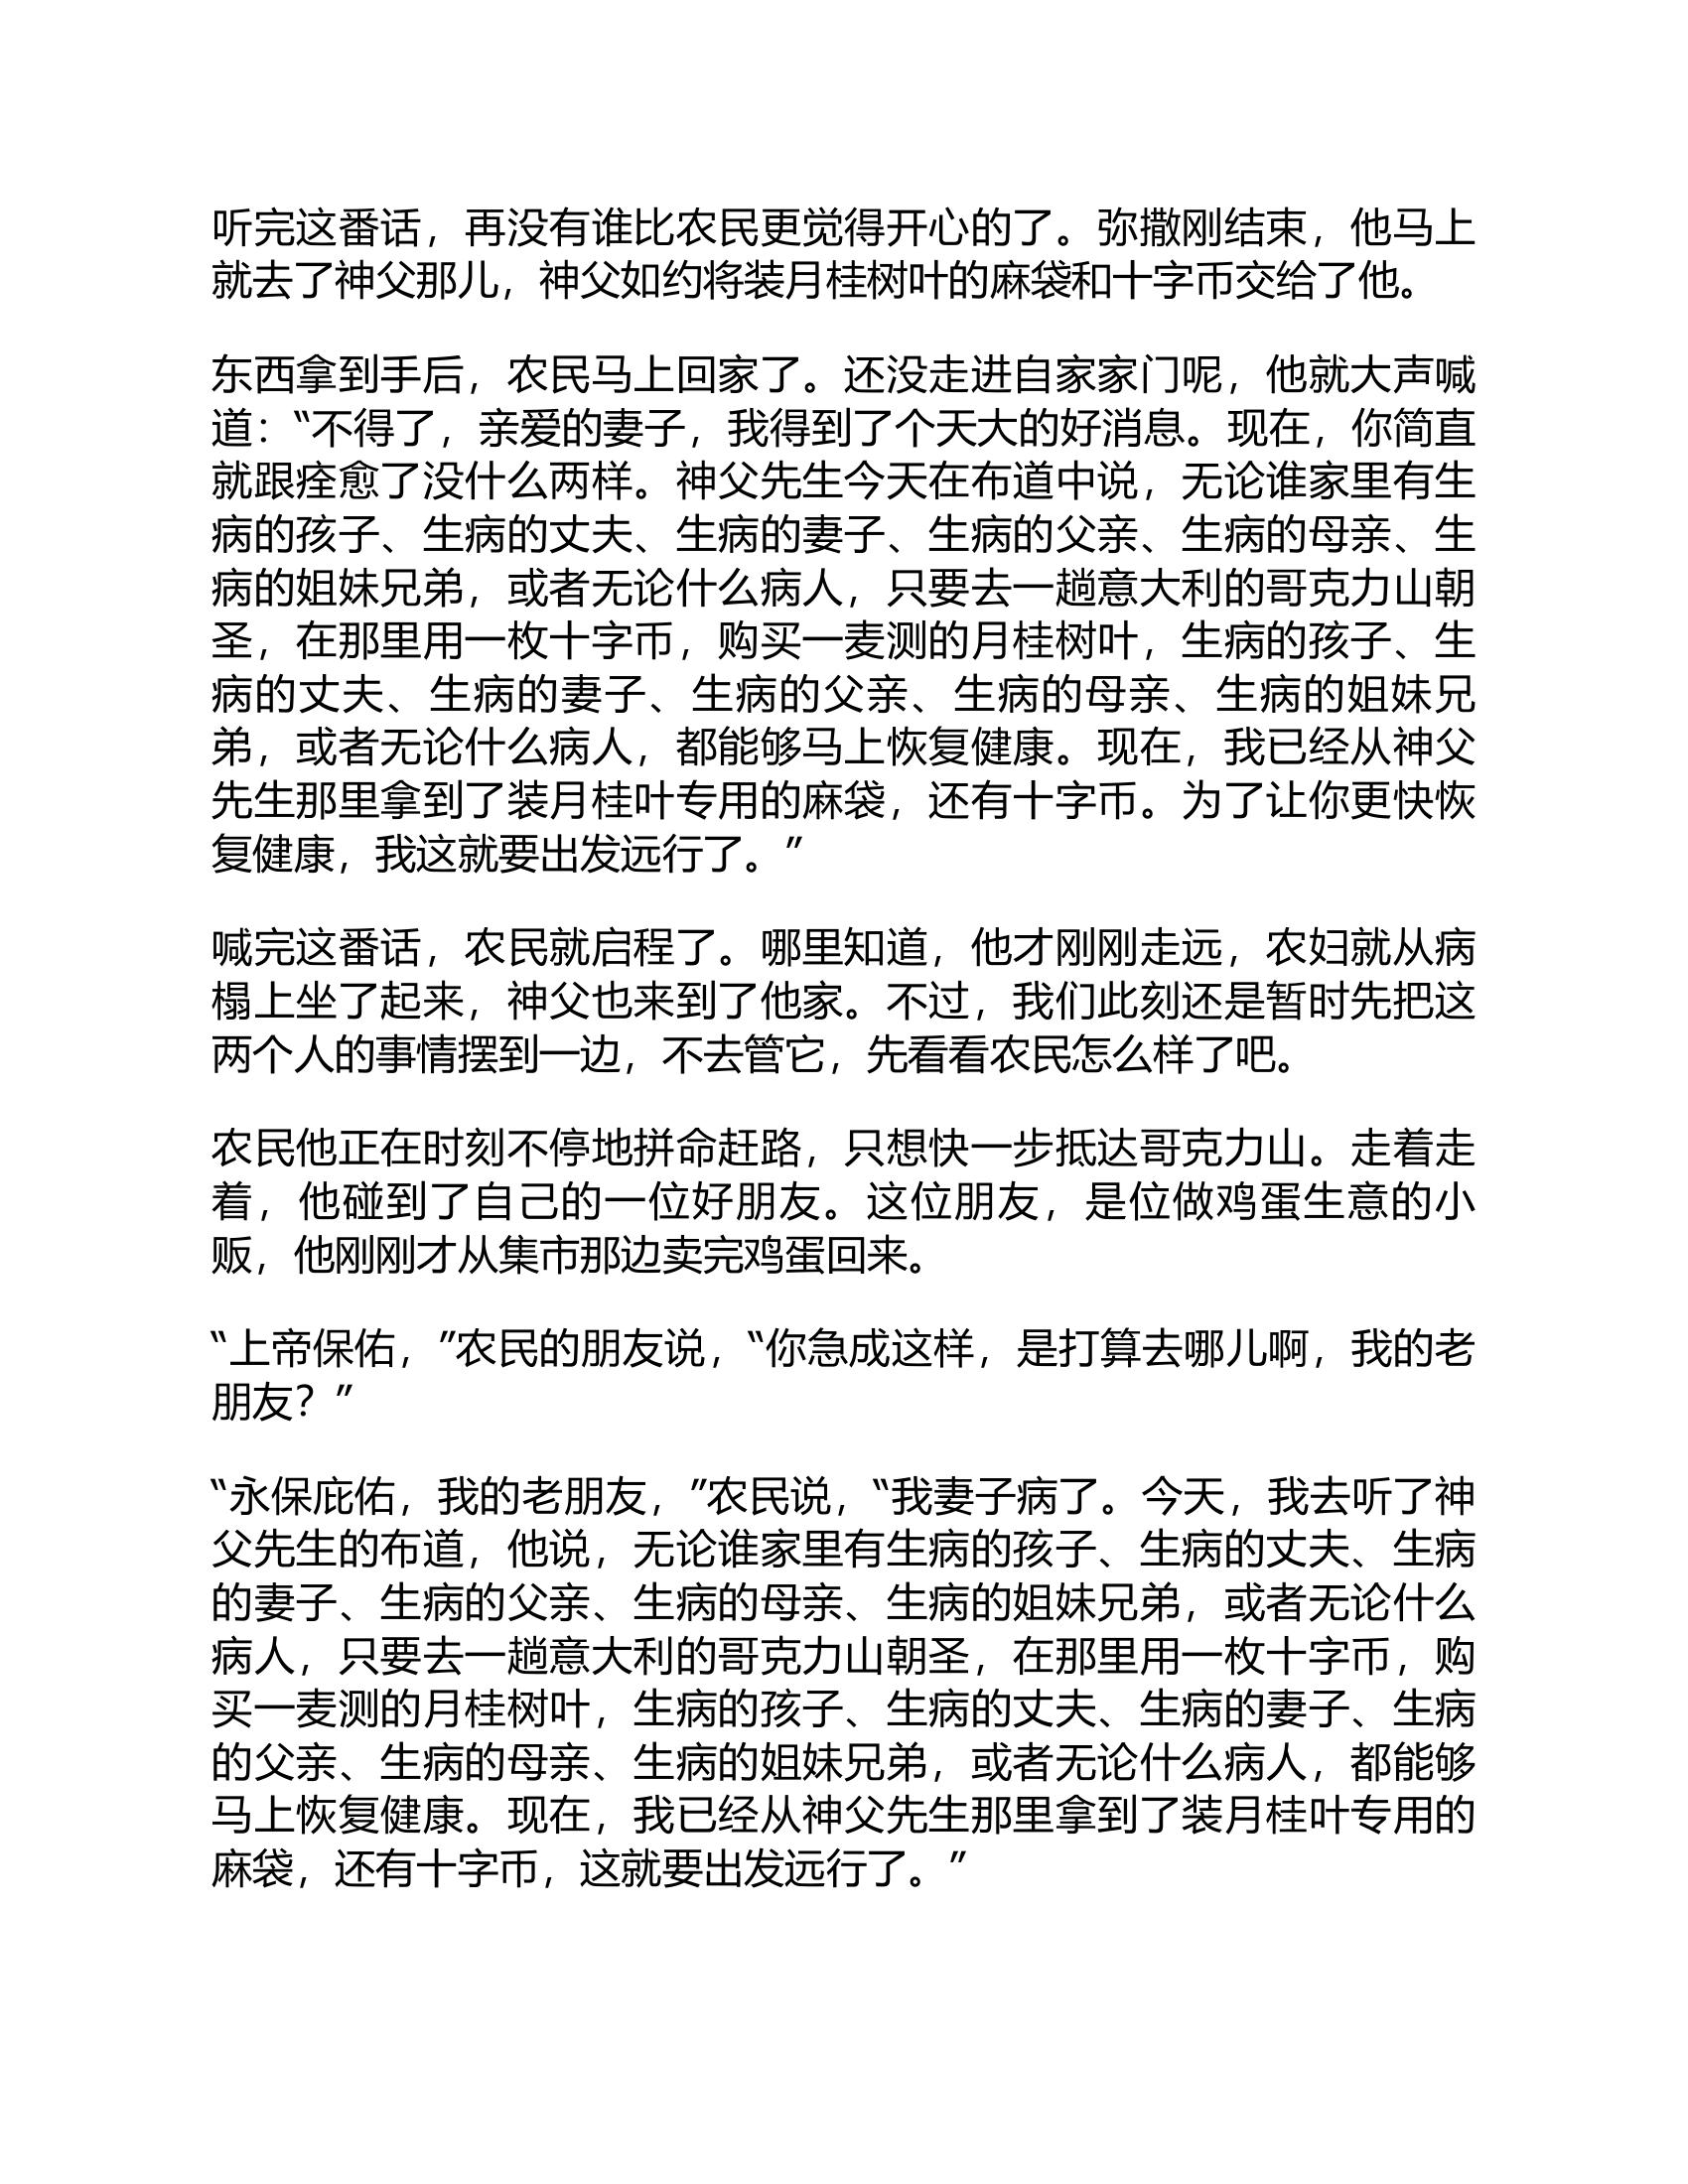 听完这番话，再没有谁比农民更觉得开心的了。弥撒刚结束，他马上
就去了神父那儿，神父如约将装月桂树叶的麻袋和十字币交给了他。
东西拿到手后，农民马上回家了。还没走进自家家门呢，他就大声喊
道：“不得了，亲爱的妻子，我得到了个天大的好消息。现在，你简直
就跟痊愈了没什么两样。神父先生今天在布道中说，无论谁家里有生
病的孩子、生病的丈夫、生病的妻子、生病的父亲、生病的母亲、生
病的姐妹兄弟，或者无论什么病人，只要去一趟意大利的哥克力山朝
圣，在那里用一枚十字币，购买一麦测的月桂树叶，生病的孩子、生
病的丈夫、生病的妻子、生病的父亲、生病的母亲、生病的姐妹兄
弟，或者无论什么病人，都能够马上恢复健康。现在，我已经从神父
先生那里拿到了装月桂叶专用的麻袋，还有十字币。为了让你更快恢
复健康，我这就要出发远行了。”
喊完这番话，农民就启程了。哪里知道，他才刚刚走远，农妇就从病
榻上坐了起来，神父也来到了他家。不过，我们此刻还是暂时先把这
两个人的事情摆到一边，不去管它，先看看农民怎么样了吧。
农民他正在时刻不停地拼命赶路，只想快一步抵达哥克力山。走着走
着，他碰到了自己的一位好朋友。这位朋友，是位做鸡蛋生意的小
贩，他刚刚才从集市那边卖完鸡蛋回来。
“上帝保佑，”农民的朋友说，“你急成这样，是打算去哪儿啊，我的老
朋友？”
“永保庇佑，我的老朋友，”农民说，“我妻子病了。今天，我去听了神
父先生的布道，他说，无论谁家里有生病的孩子、生病的丈夫、生病
的妻子、生病的父亲、生病的母亲、生病的姐妹兄弟，或者无论什么
病人，只要去一趟意大利的哥克力山朝圣，在那里用一枚十字币，购
买一麦测的月桂树叶，生病的孩子、生病的丈夫、生病的妻子、生病
的父亲、生病的母亲、生病的姐妹兄弟，或者无论什么病人，都能够
马上恢复健康。现在，我已经从神父先生那里拿到了装月桂叶专用的
麻袋，还有十字币，这就要出发远行了。”